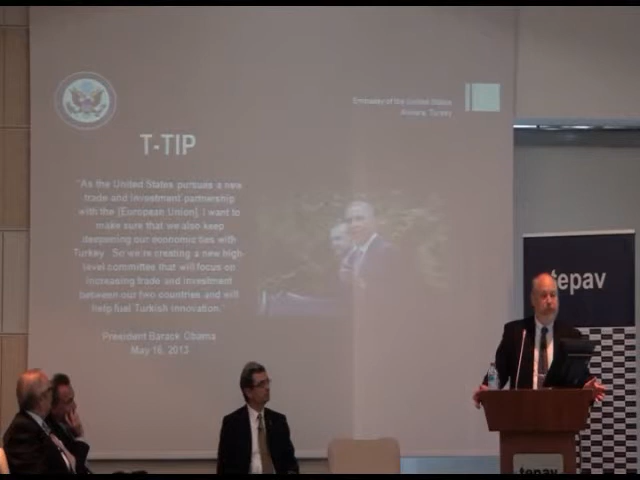 Embassy of the United States
Ankara, Turkey
T-TIP
"As the United States pursues a new
trade and investment partnership
with the [European Union], I want to
make sure that we also keep
deepening our economic ties with
Turkey. So we're creating a new high-
level committee that will focus on
increasing trade and investment
between our two countries and will
help fuel Turkish innovation."
President Barack Obama
May 16, 2013
tepav
tepav